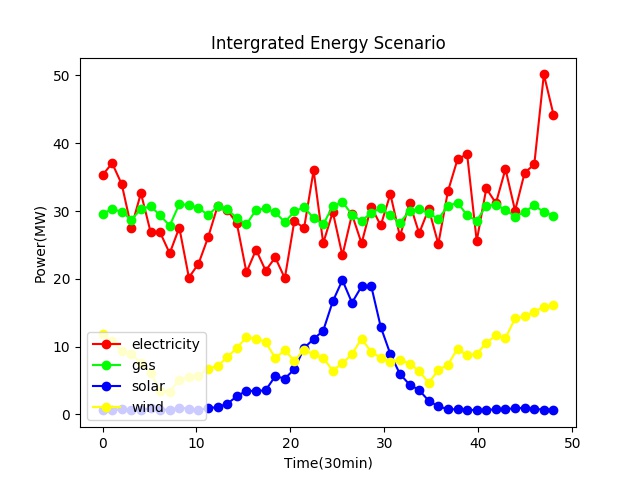 Intergrated Energy Scenario
Power(MW)
50
40
30
20
10
0
electricity
gas
solar
wind
0 10 20 30 40 50
Time(30min)